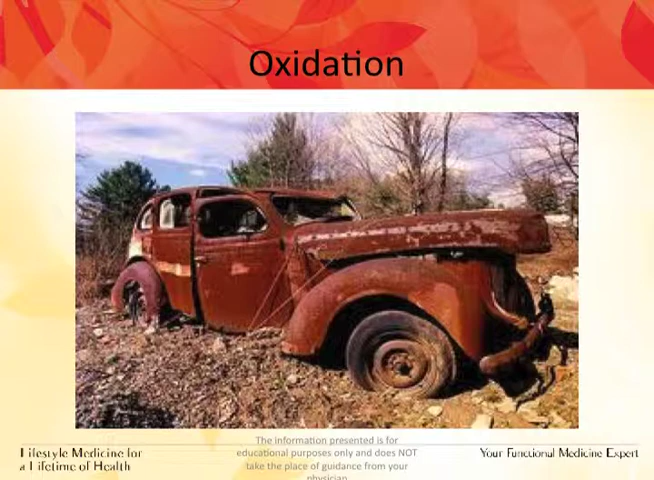 Oxidation
Lifestyle Medicine for
a Lifetime of Health
The information presented is for
educational purposes only and does NOT
take the place of guidance from your
physician
Your Functional Medicine Expert